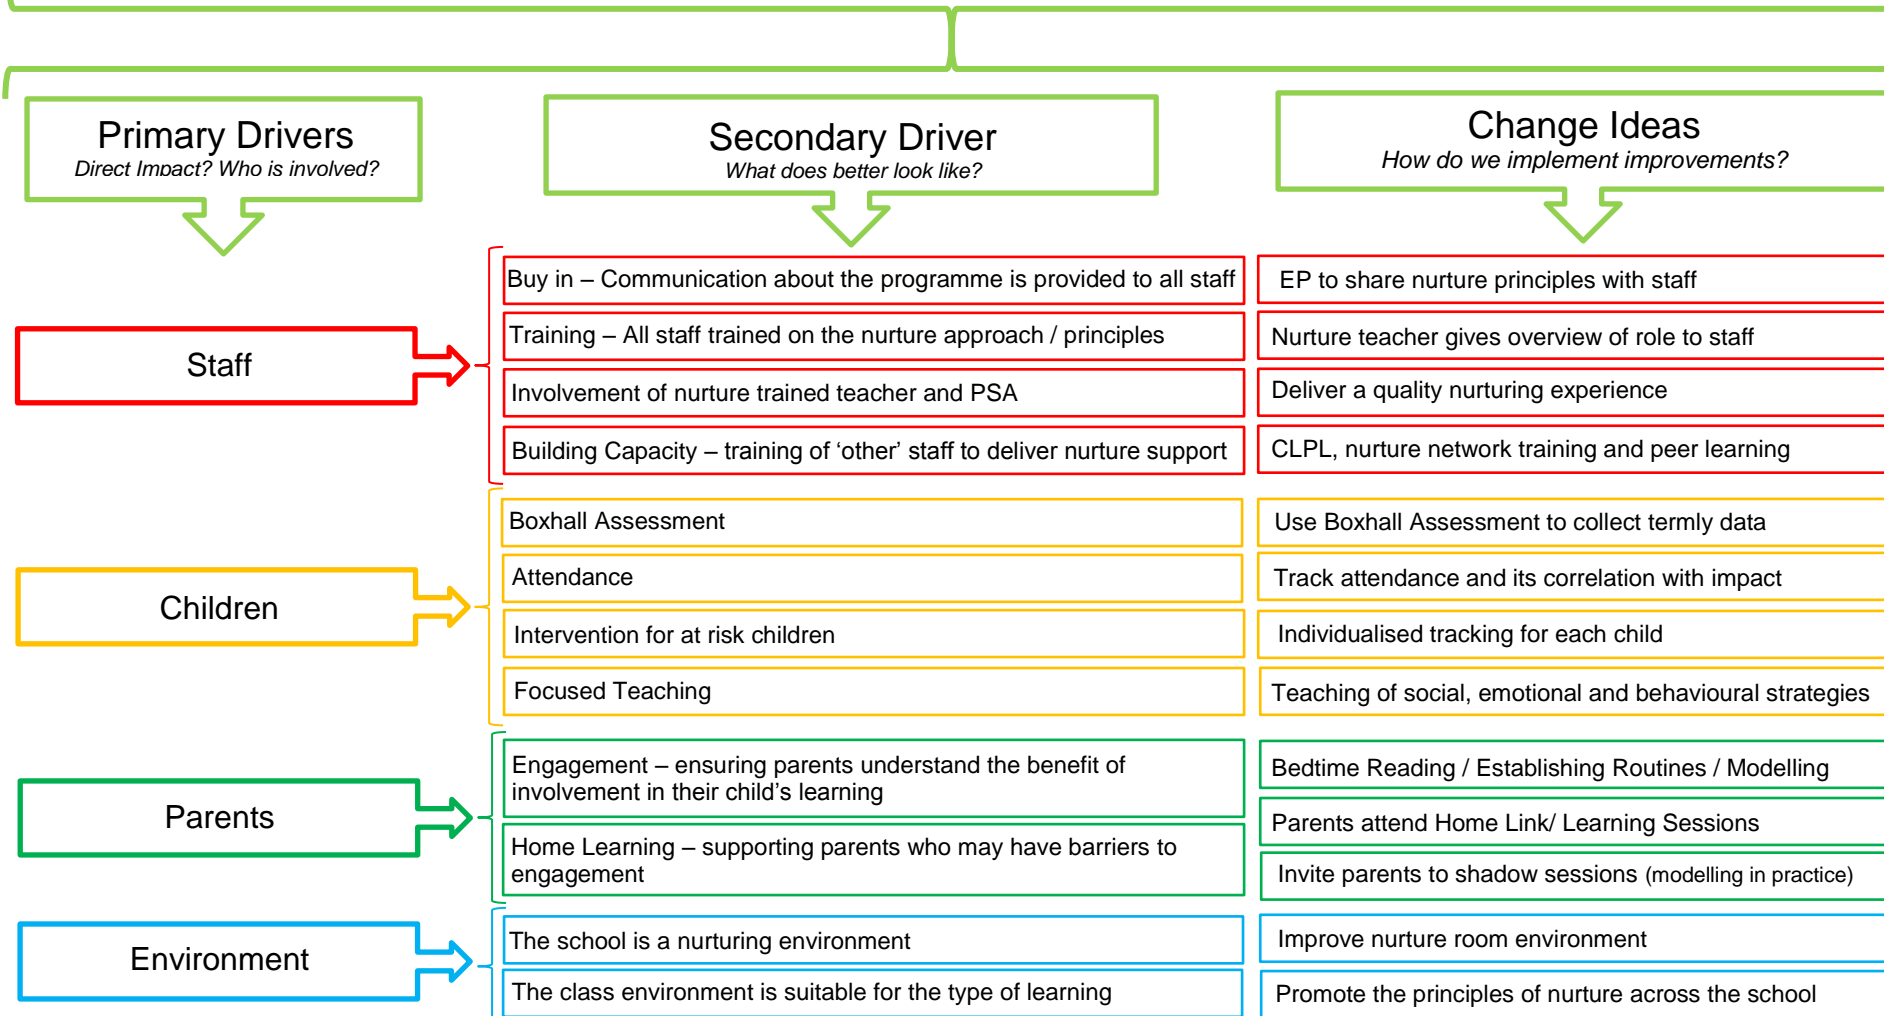 Primary Drivers
Direct Impact? Who is involved?
Secondary Driver
What does better look like?
Change Ideas
How do we implement improvements?
Staff
Buy in – Communication about the programme is provided to all staff
EP to share nurture principles with staff
Training – All staff trained on the nurture approach / principles
Nurture teacher gives overview of role to staff
Involvement of nurture trained teacher and PSA
Deliver a quality nurturing experience
Building Capacity – training of ‘other’ staff to deliver nurture support
CLPL, nurture network training and peer learning
Children
Boxhall Assessment
Use Boxhall Assessment to collect termly data
Attendance
Track attendance and its correlation with impact
Intervention for at risk children
Individualised tracking for each child
Focused Teaching
Teaching of social, emotional and behavioural strategies
Parents
Engagement – ensuring parents understand the benefit of
involvement in their child’s learning
Home Learning – supporting parents who may have barriers to
engagement
Bedtime Reading / Establishing Routines / Modelling
Parents attend Home Link/ Learning Sessions
Invite parents to shadow sessions (modelling in practice)
Environment
The school is a nurturing environment
Improve nurture room environment
The class environment is suitable for the type of learning
Promote the principles of nurture across the school